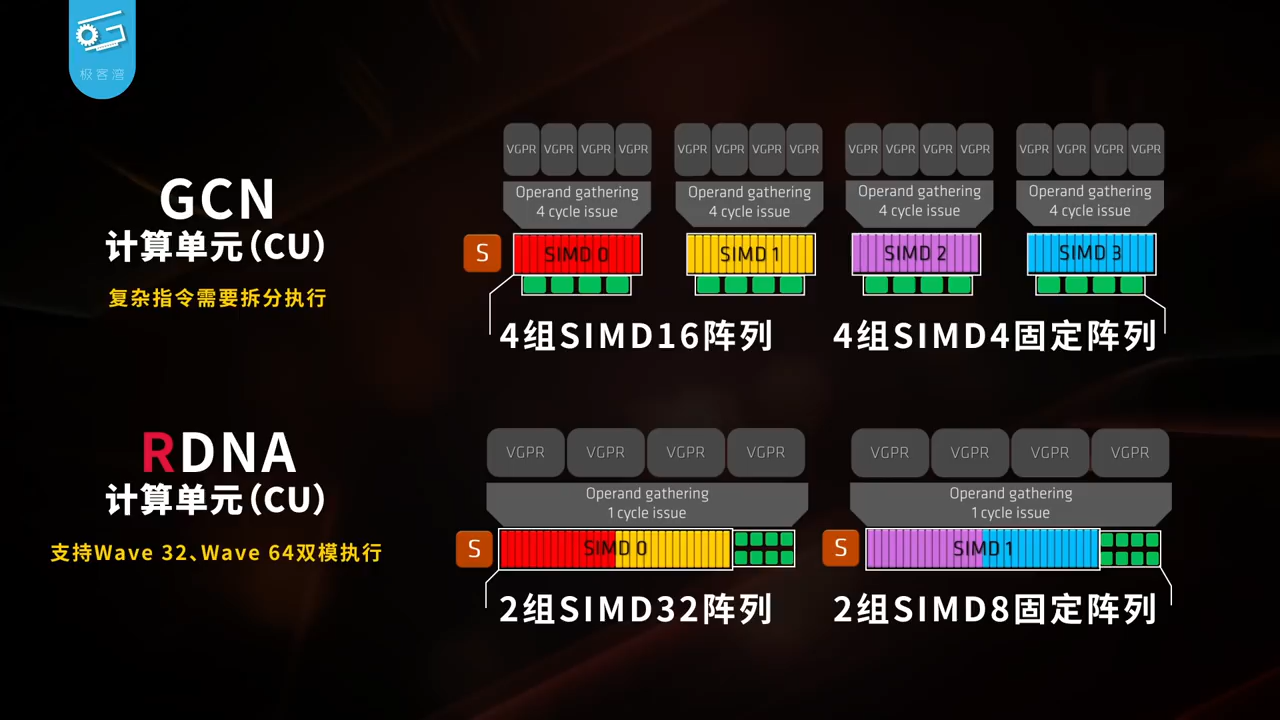 极客湾
GCN
计算单元(CU)
复杂指令需要拆分执行
VGPR VGPR VGPR VGPR
VGPR VGPR VGPR VGPR
VGPR VGPR VGPR VGPR
VGPR VGPR VGPR VGPR
Operand gathering
4 cycle issue
Operand gathering
4 cycle issue
Operand gathering
4 cycle issue
Operand gathering
4 cycle issue
S
SIMD 0
SIMD 1
SIMD 2
SIMD 3
4组SIMD16阵列
4组SIMD4固定阵列
RDNA
计算单元(CU)
支持Wave 32、Wave 64双模执行
VGPR VGPR VGPR VGPR
VGPR VGPR VGPR VGPR
Operand gathering
1 cycle issue
Operand gathering
1 cycle issue
S
SIMD 0
S
SIMD 1
2组SIMD32阵列
2组SIMD8固定阵列